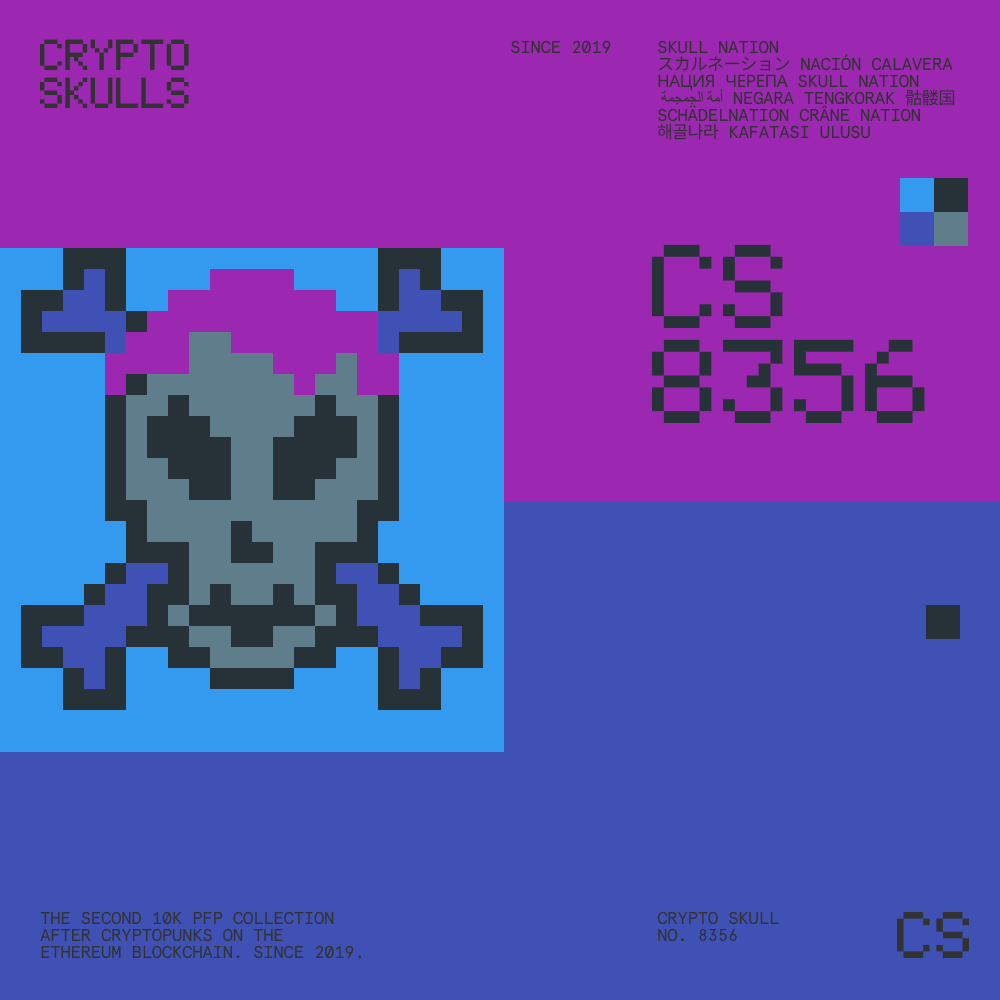 CRYPTO
SKULLS
SINCE 2019
SKULL NATION
スカルネーション NACIÓN CALAVERA
НАЦИЯ ЧЕРЕПА SKULL NATION
أمة الجمجمة NEGARA TENGKORAK 骷髅国
SCHÄDELNATION CRÂNE NATION
해골나라 KAFATASI ULUSU
CS
8356
THE SECOND 10K PFP COLLECTION
AFTER CRYPTOPUNKS ON THE
ETHEREUM BLOCKCHAIN. SINCE 2019.
CRYPTO SKULL
NO. 8356
CS